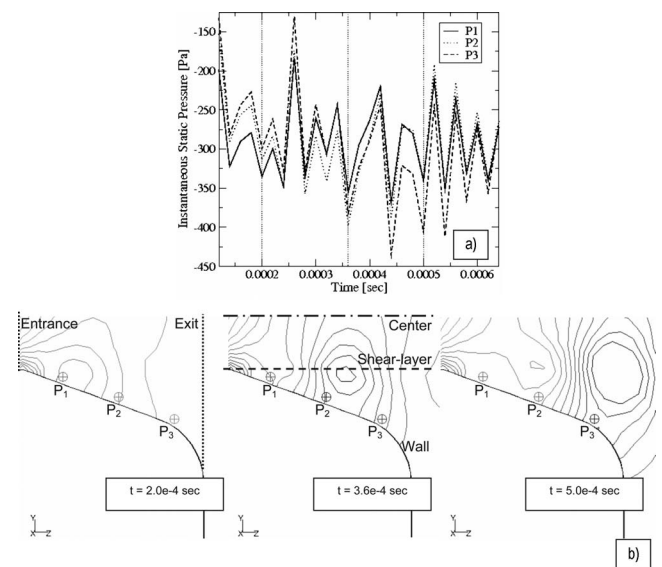 -150
-200
-250
-300
-350
-400
-450
Instantaneous Static Pressure [Pa]
P1
P2
P3
a)
0.0002 0.0003 0.0004 0.0005 0.0006
Time [sec]
Entrance Exit
P1
P2
P3
t = 2.0e-4 sec
Y
X Z
Center
Shear-layer
P1
P2
P3
Wall
t = 3.6e-4 sec
Y
X Z
P1
P2
P3
t = 5.0e-4 sec
Y
X Z
b)